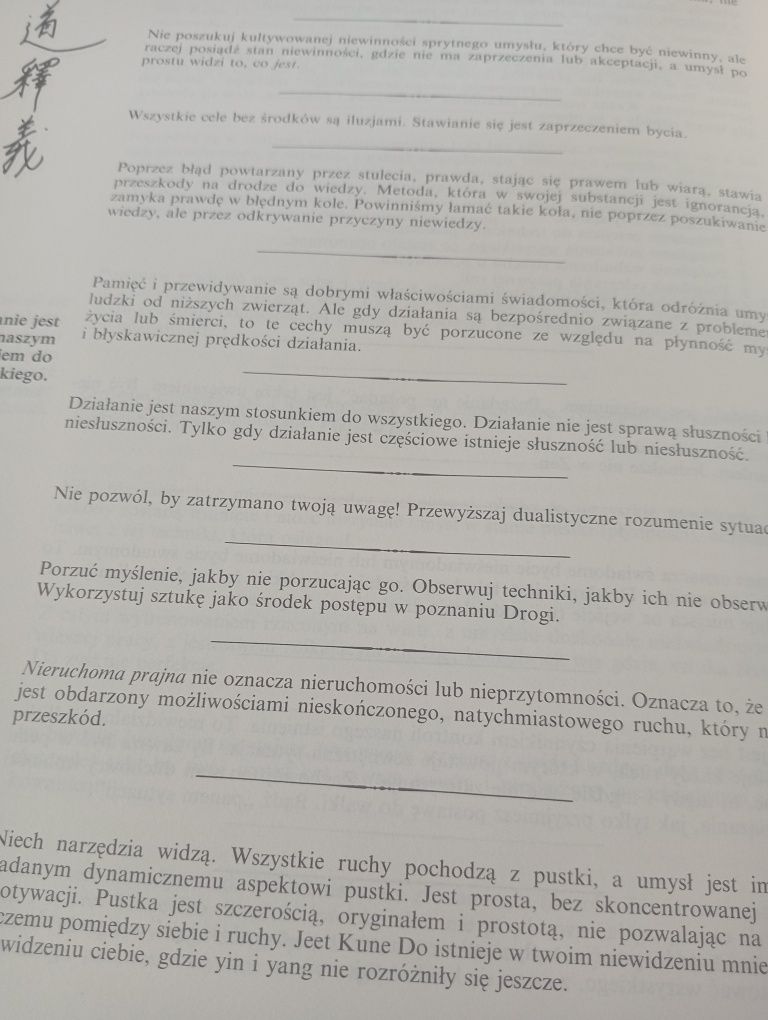 道
釋
義
Nie poszukuj kultywowanej niewinności sprytnego umysłu, który chce być niewinny, ale
raczej posiądź stan niewinności, gdzie nie ma zaprzeczenia lub akceptacji, a umysł po
prostu widzi to, co jest.
Wszystkie cele bez środków są iluzjami. Stawianie się jest zaprzeczeniem bycia.
Poprzez błąd powtarzany przez stulecia, prawda, stając się prawem lub wiarą, stawia
przeszkody na drodze do wiedzy. Metoda, która w swojej substancji jest ignorancją,
zamyka prawdę w błędnym kole. Powinniśmy łamać takie koła, nie poprzez poszukiwanie
wiedzy, ale przez odkrywanie przyczyny niewiedzy.
Pamięć i przewidywanie są dobrymi właściwościami świadomości, która odróżnia umy
ludzki od niższych zwierząt. Ale gdy działania są bezpośrednio związane z probleme
życia lub śmierci, to te cechy muszą być porzucone ze względu na płynność my
i błyskawicznej prędkości działania.
nie jest
naszym
em do
kiego.
Działanie jest naszym stosunkiem do wszystkiego. Działanie nie jest sprawą słuszności
niesłuszności. Tylko gdy działanie jest częściowe istnieje słuszność lub niesłuszność.
Nie pozwól, by zatrzymano twoją uwagę! Przewyższaj dualistyczne rozumienie sytuac
Porzuć myślenie, jakby nie porzucając go. Obserwuj techniki, jakby ich nie obserw
Wykorzystuj sztukę jako środek postępu w poznaniu Drogi.
Nieruchoma prajna nie oznacza nieruchomości lub nieprzytomności. Oznacza to, że
jest obdarzony możliwościami nieskończonego, natychmiastowego ruchu, który n
przeszkód.
Niech narzędzia widzą. Wszystkie ruchy pochodzą z pustki, a umysł jest im
adanym dynamicznemu aspektowi pustki. Jest prosta, bez skoncentrowanej
otywacji. Pustka jest szczerością, oryginałem i prostotą, nie pozwalając na
czemu pomiędzy siebie i ruchy. Jeet Kune Do istnieje w twoim niewidzeniu mnie
widzeniu ciebie, gdzie yin i yang nie rozróżniły się jeszcze.